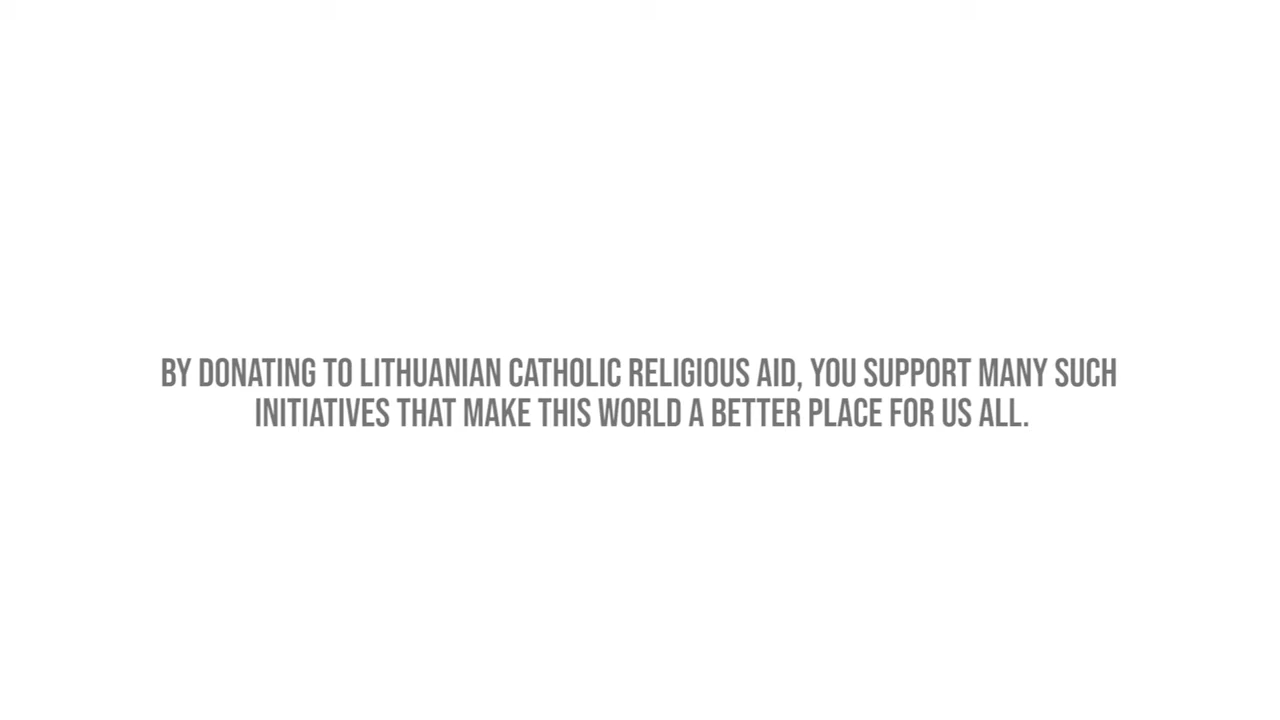 BY DONATING TO LITHUANIAN CATHOLIC RELIGIOUS AID, YOU SUPPORT MANY SUCH
INITIATIVES THAT MAKE THIS WORLD A BETTER PLACE FOR US ALL.